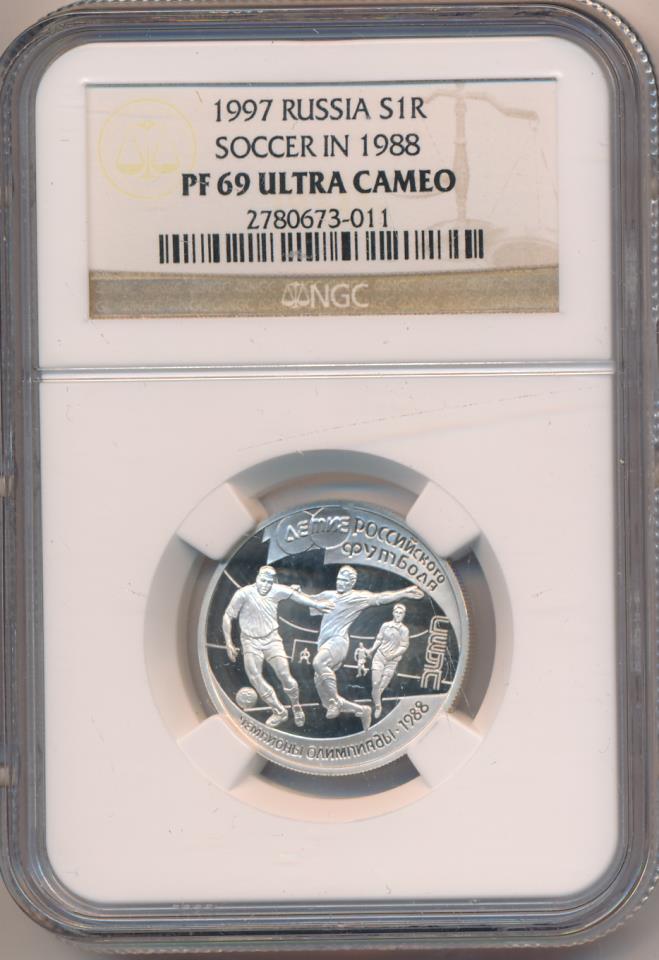 1997 RUSSIA S1R
SOCCER IN 1988
PF 69 ULTRA CAMEO
2780673-011
NGC
100 ЛЕТИЕ РОССИЙСКОГО
ФУТБОЛА
ЧЕМПИОНЫ ОЛИМПИАДЫ · 1988